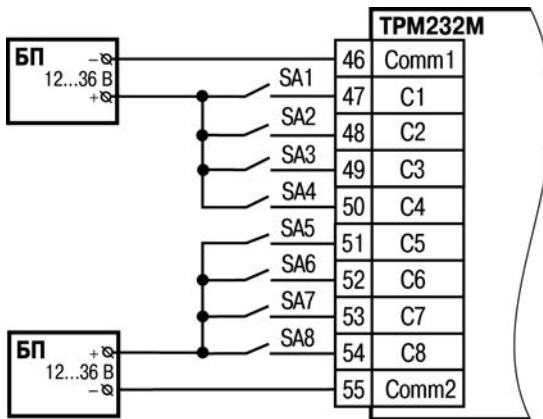 ТРМ232М
БП
12...36 В
–
+
46 Comm1
SA1
47 C1
SA2
48 C2
SA3
49 C3
SA4
50 C4
SA5
51 C5
SA6
52 C6
SA7
53 C7
SA8
54 C8
55 Comm2
БП
+
12...36 В
–